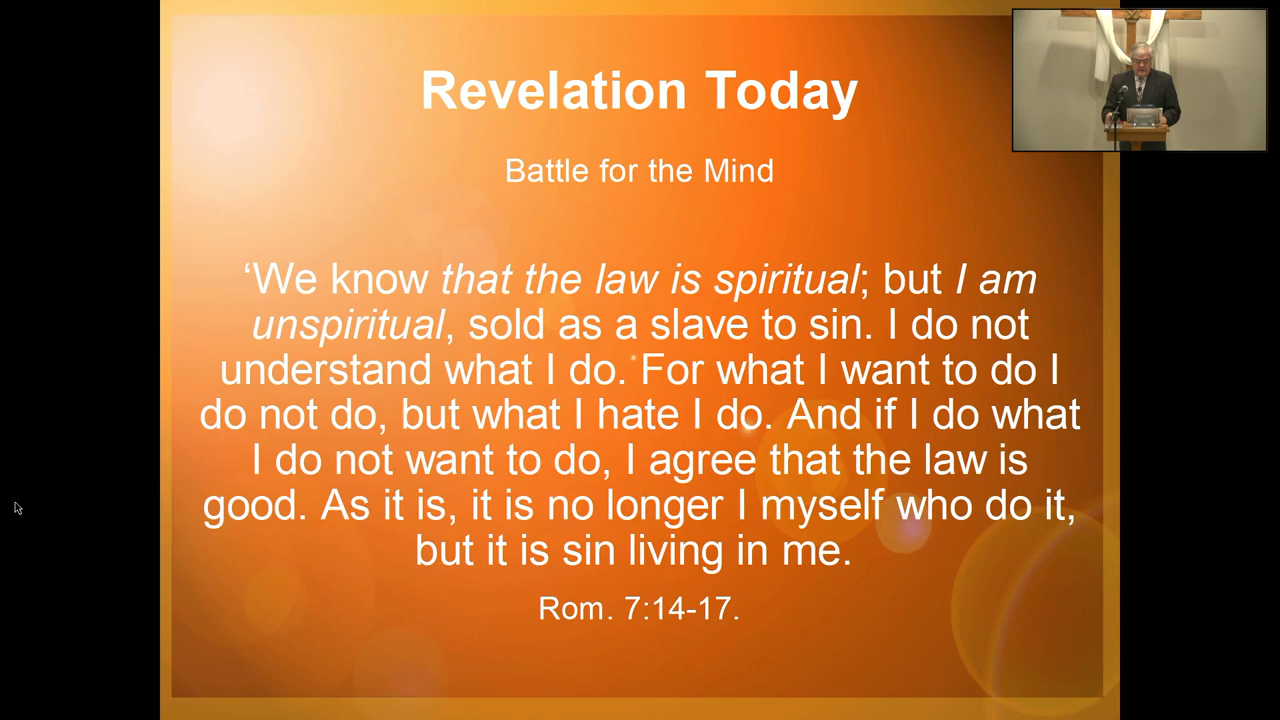 Revelation Today
Battle for the Mind
‘We know that the law is spiritual; but I am
unspiritual, sold as a slave to sin. I do not
understand what I do. For what I want to do I
do not do, but what I hate I do. And if I do what
I do not want to do, I agree that the law is
good. As it is, it is no longer I myself who do it,
but it is sin living in me.
Rom. 7:14-17.